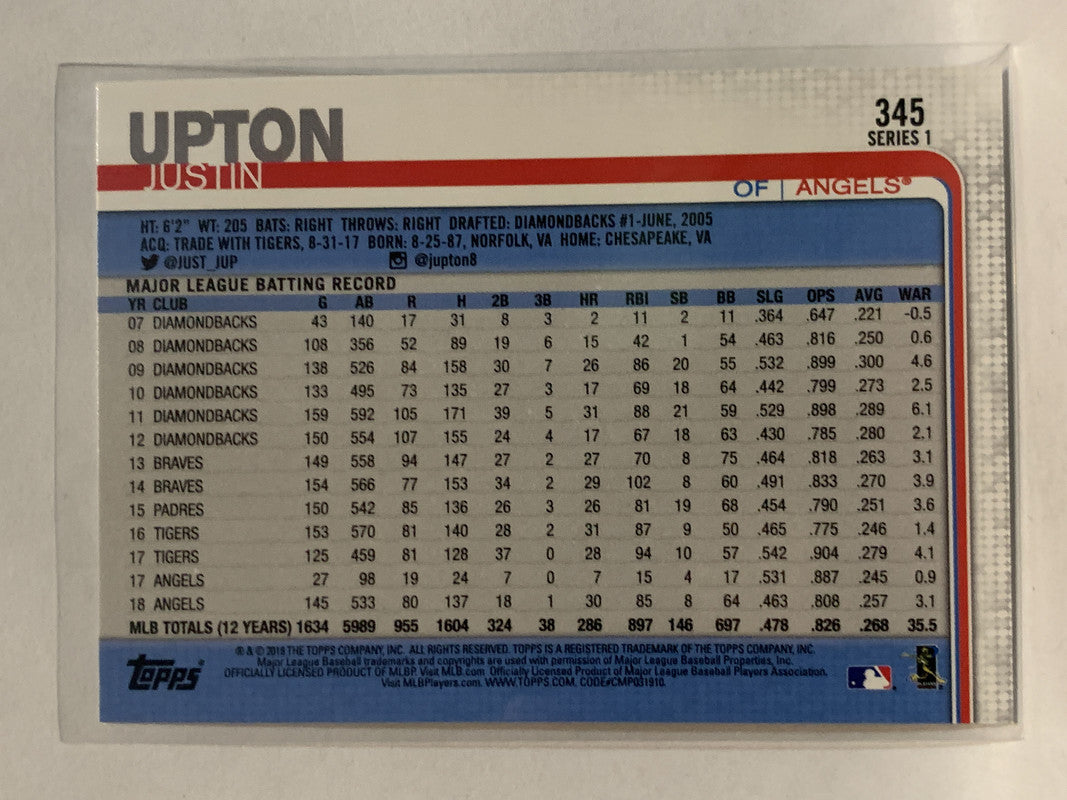 UPTON
JUSTIN
345
SERIES 1
OF | ANGELS®
HT: 6'2" WT: 205 BATS: RIGHT THROWS: RIGHT DRAFTED: DIAMONDBACKS #1-JUNE, 2005
ACQ: TRADE WITH TIGERS, 8-31-17 BORN: 8-25-87, NORFOLK, VA HOME: CHESAPEAKE, VA
@JUST_JUP @jupton8
MAJOR LEAGUE BATTING RECORD
YR CLUB G AB R H 2B 3B HR RBI SB BB SLG OPS AVG WAR
07 DIAMONDBACKS 43 140 17 31 8 3 2 11 2 11 .364 .647 .221 -0.5
08 DIAMONDBACKS 108 356 52 89 19 6 15 42 1 54 .463 .816 .250 0.6
09 DIAMONDBACKS 138 526 84 158 30 7 26 86 20 55 .532 .899 .300 4.6
10 DIAMONDBACKS 133 495 73 135 27 3 17 69 18 64 .442 .799 .273 2.5
11 DIAMONDBACKS 159 592 105 171 39 5 31 88 21 59 .529 .898 .289 6.1
12 DIAMONDBACKS 150 554 107 155 24 4 17 67 18 63 .430 .785 .280 2.1
13 BRAVES 149 558 94 147 27 2 27 70 8 75 .464 .818 .263 3.1
14 BRAVES 154 566 77 153 34 2 29 102 8 60 .491 .833 .270 3.9
15 PADRES 150 542 85 136 26 3 26 81 19 68 .454 .790 .251 3.6
16 TIGERS 153 570 81 140 28 2 31 87 9 50 .465 .775 .246 1.4
17 TIGERS 125 459 81 128 37 0 28 94 10 57 .542 .904 .279 4.1
17 ANGELS 27 98 19 24 7 0 7 15 4 17 .531 .887 .245 0.9
18 ANGELS 145 533 80 137 18 1 30 85 8 64 .463 .808 .257 3.1
MLB TOTALS (12 YEARS) 1634 5989 955 1604 324 38 286 897 146 697 .478 .826 .268 35.5
® & © 2018 THE TOPPS COMPANY, INC. ALL RIGHTS RESERVED. TOPPS IS A REGISTERED TRADEMARK OF THE TOPPS COMPANY, INC.
Major League Baseball trademarks and copyrights are used with permission of Major League Baseball Properties, Inc.
OFFICIALLY LICENSED PRODUCT OF MLBP. Visit MLB.com Officially Licensed Product of Major League Baseball Players Association.
Visit MLBPlayers.com. WWW.TOPPS.COM. CODE#CMP031910.
Topps